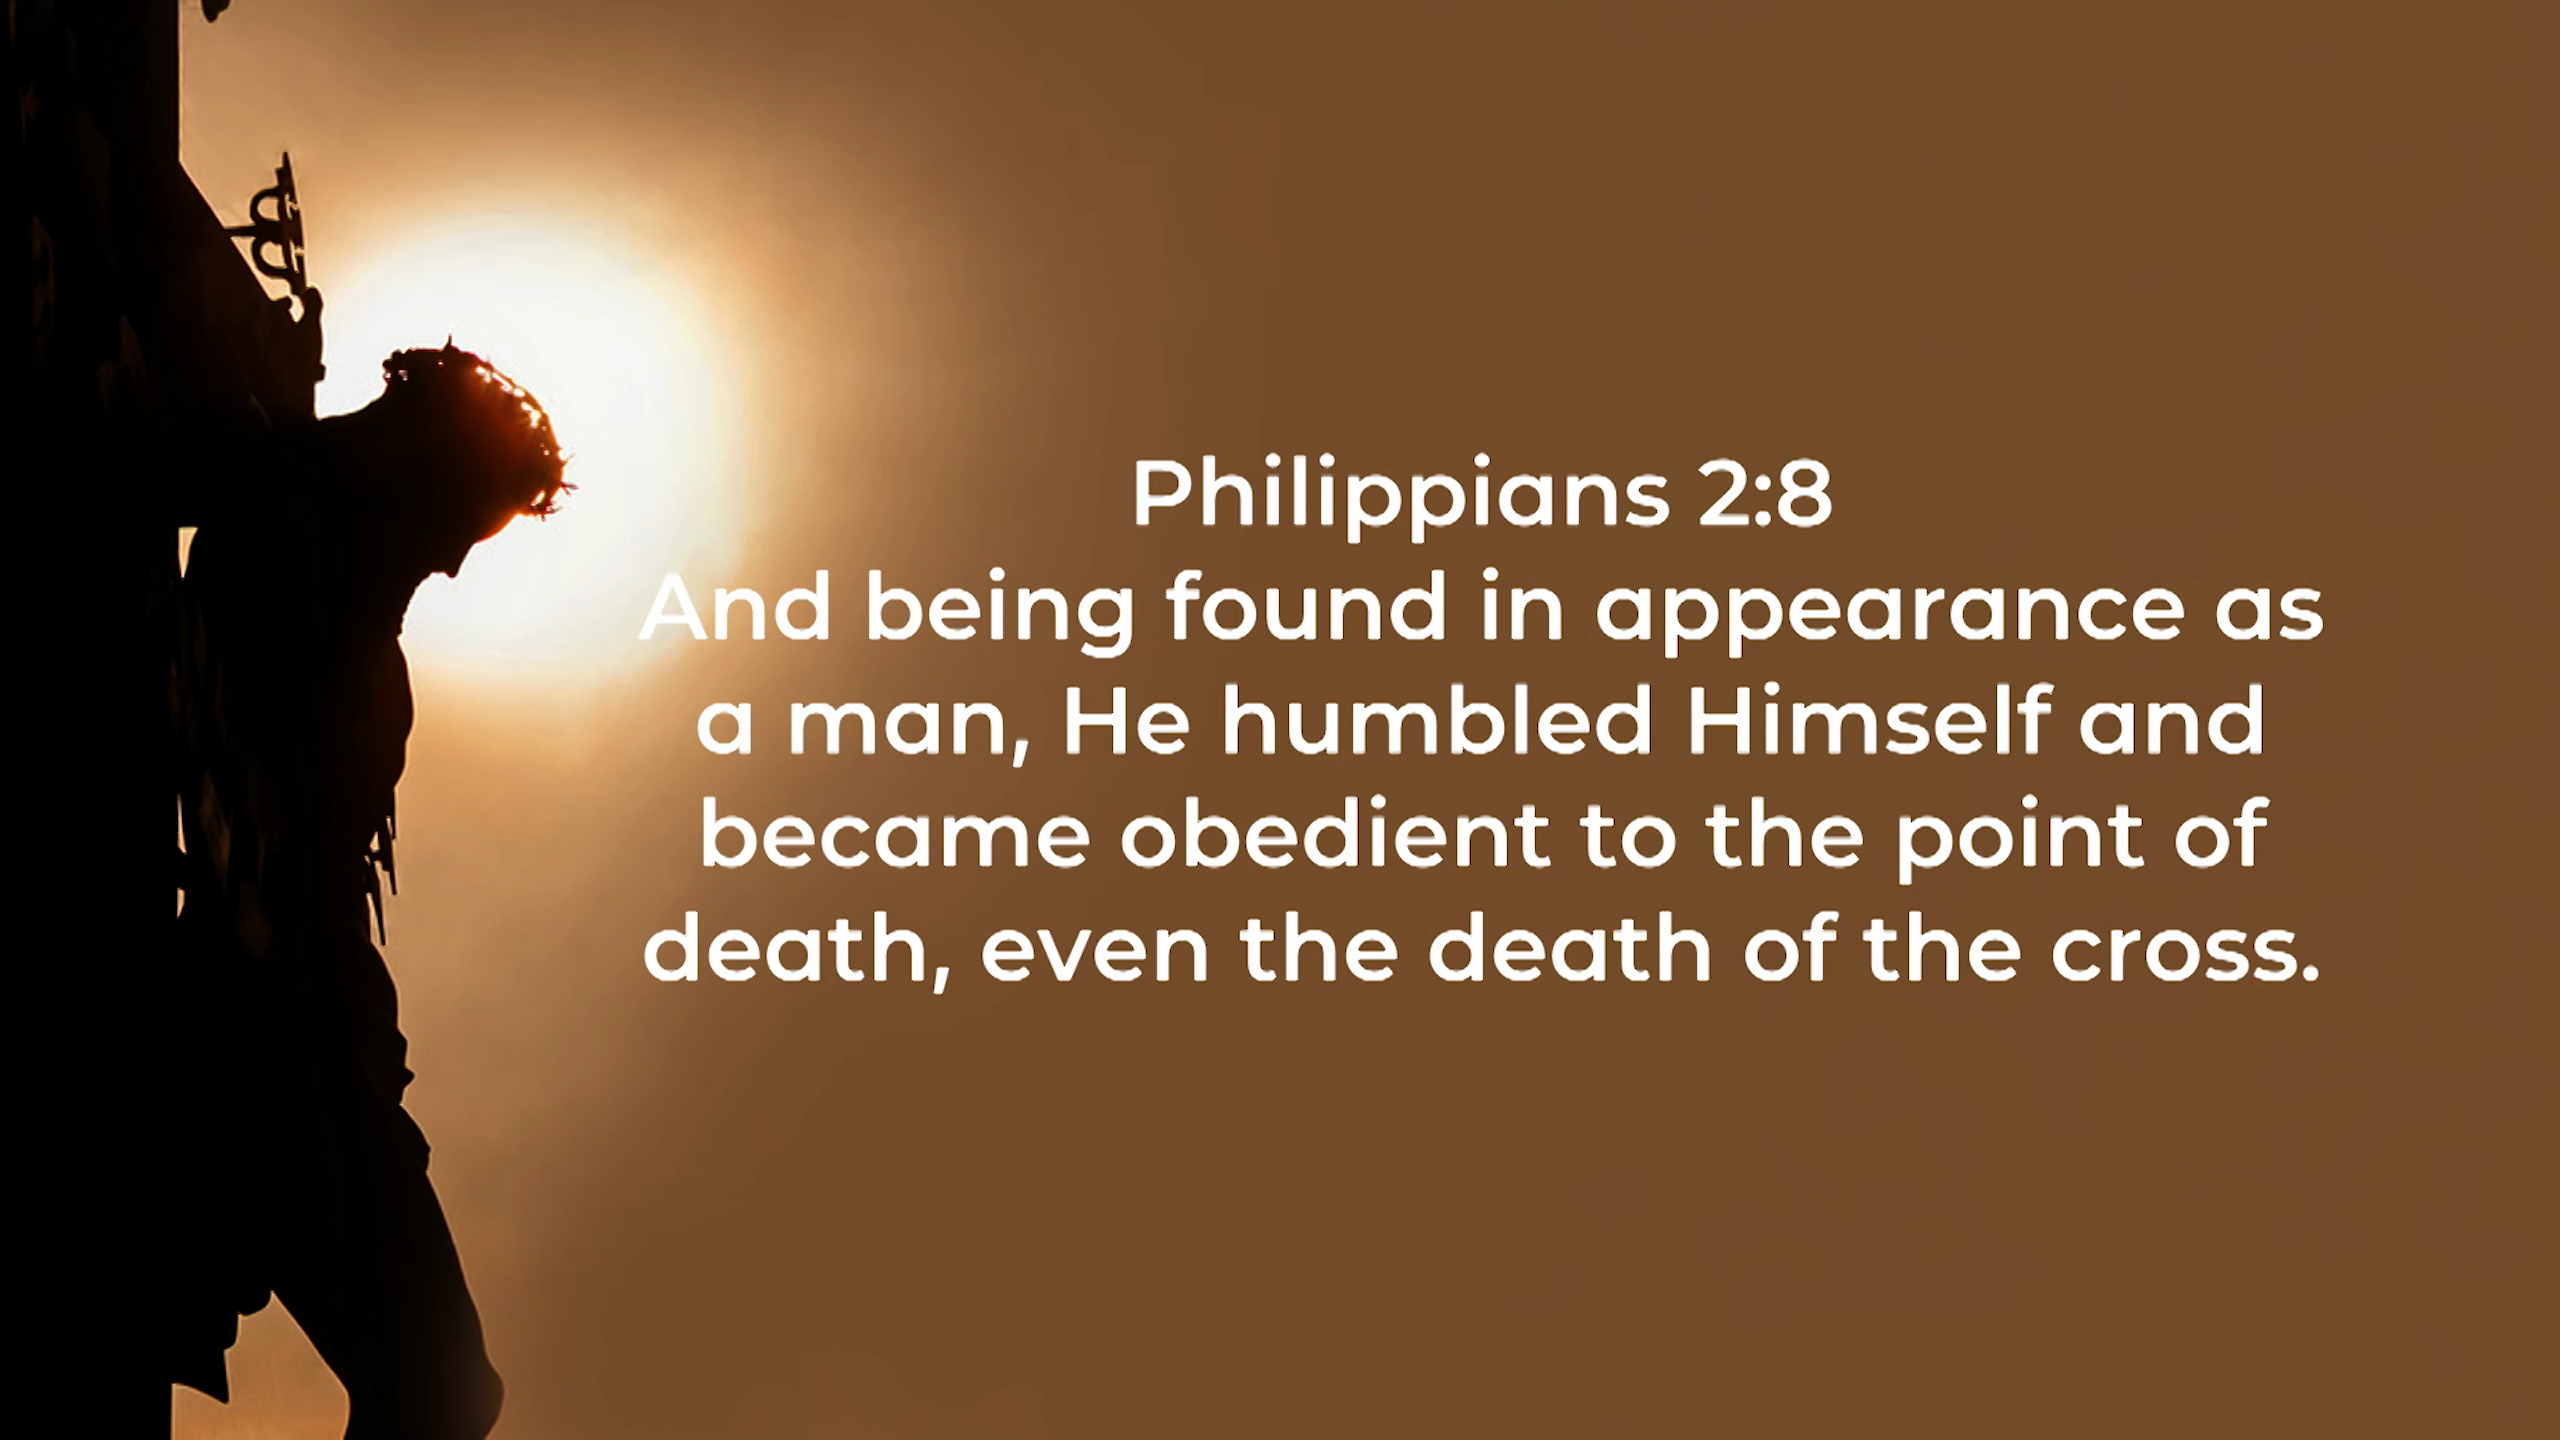 Philippians 2:8
And being found in appearance as
a man, He humbled Himself and
became obedient to the point of
death, even the death of the cross.